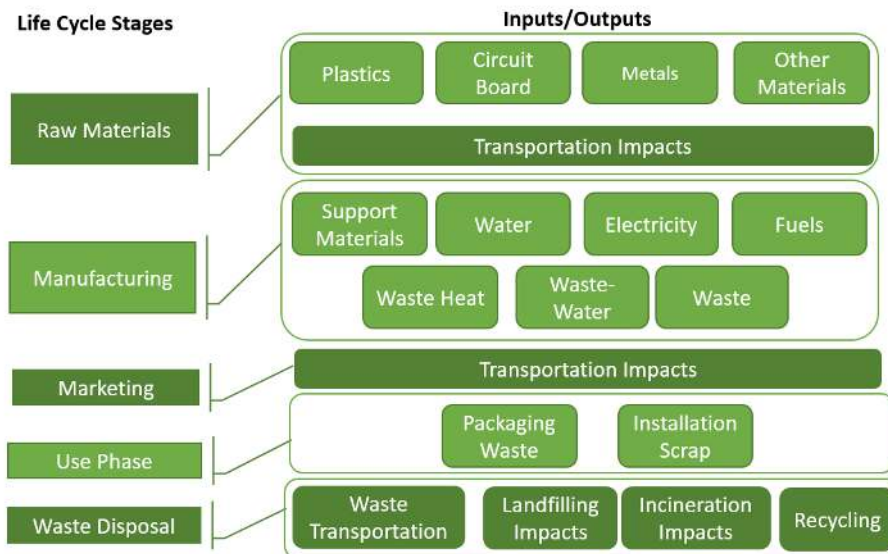 Life Cycle Stages
Inputs/Outputs
Raw Materials
Plastics
Circuit
Board
Metals
Other
Materials
Transportation Impacts
Manufacturing
Support
Materials
Water
Electricity
Fuels
Waste Heat
Waste-
Water
Waste
Marketing
Transportation Impacts
Use Phase
Packaging
Waste
Installation
Scrap
Waste Disposal
Waste
Transportation
Landfilling
Impacts
Incineration
Impacts
Recycling